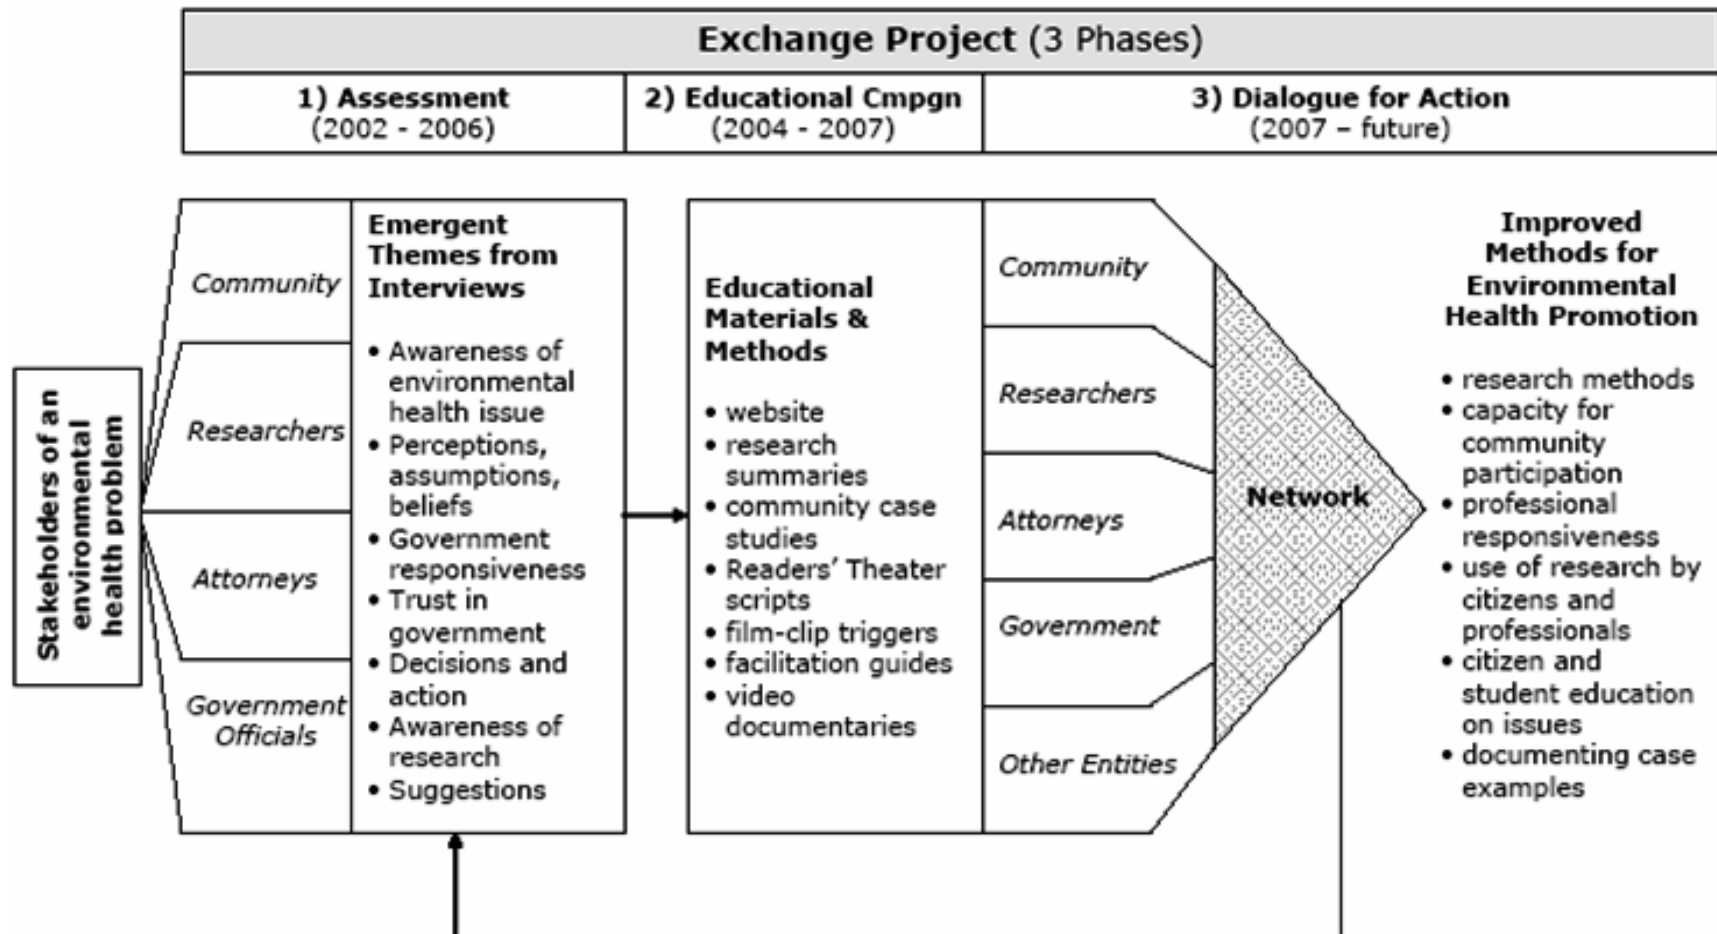 Exchange Project (3 Phases)
1) Assessment
(2002 - 2006)
2) Educational Cmpgn
(2004 - 2007)
3) Dialogue for Action
(2007 – future)
Stakeholders of an
environmental
health problem
Community
Researchers
Attorneys
Government
Officials
Emergent
Themes from
Interviews
• Awareness of
environmental
health issue
• Perceptions,
assumptions,
beliefs
• Government
responsiveness
• Trust in
government
• Decisions and
action
• Awareness of
research
• Suggestions
Educational
Materials &
Methods
• website
• research
summaries
• community case
studies
• Readers’ Theater
scripts
• film-clip triggers
• facilitation guides
• video
documentaries
Community
Researchers
Attorneys
Government
Other Entities
Network
Improved
Methods for
Environmental
Health Promotion
• research methods
• capacity for
community
participation
• professional
responsiveness
• use of research by
citizens and
professionals
• citizen and
student education
on issues
• documenting case
examples